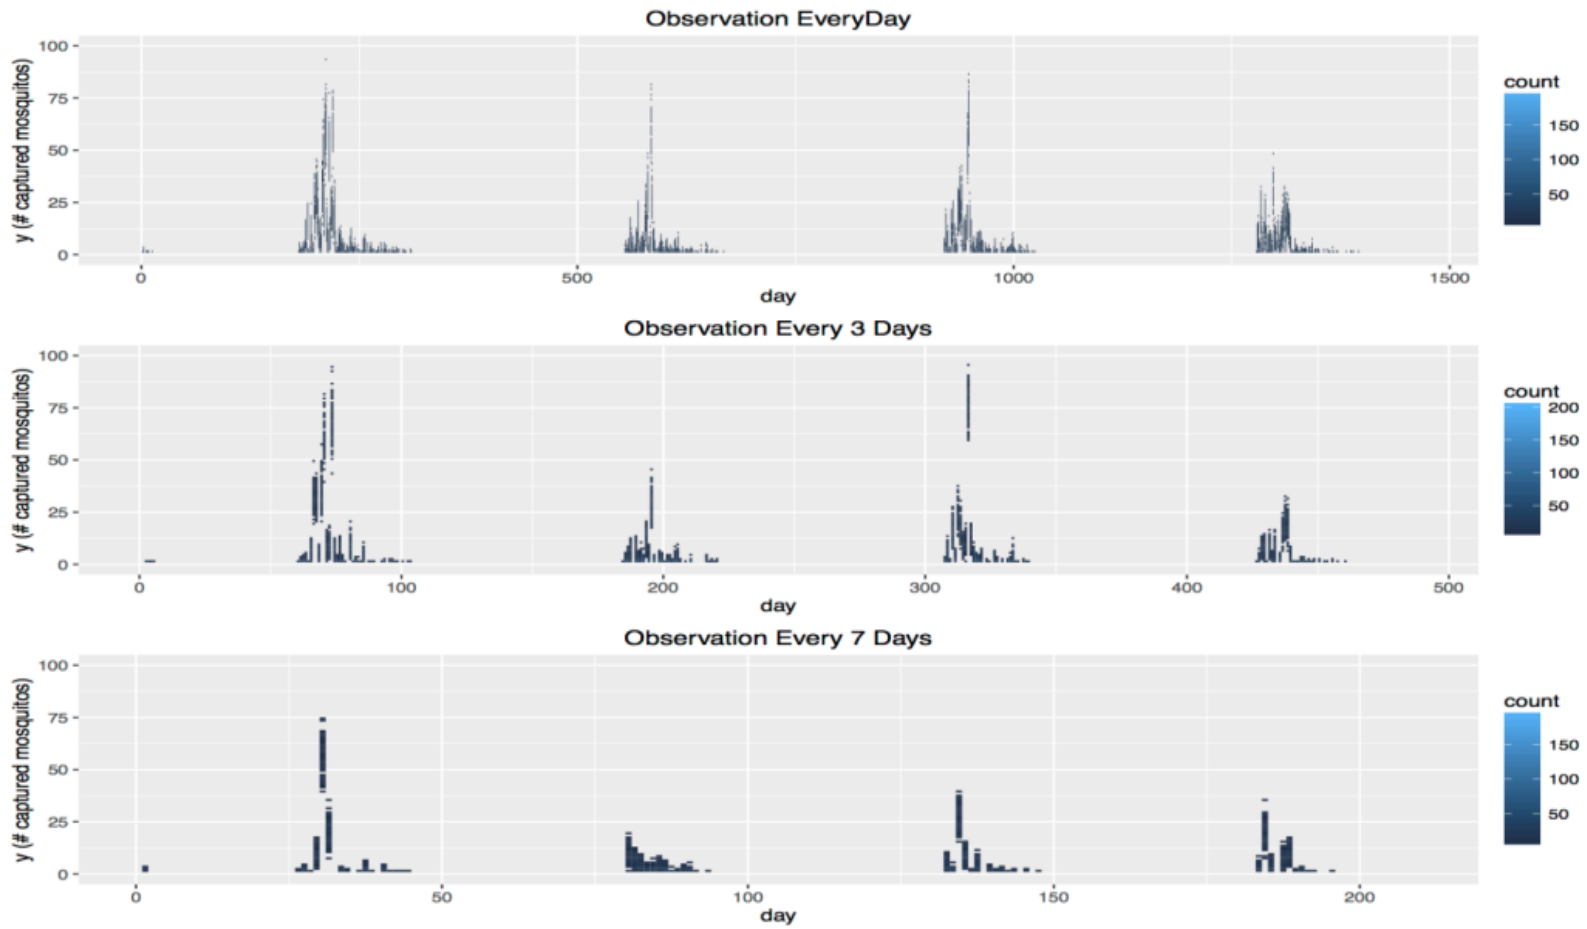 Observation EveryDay
y (# captured mosquitos)
100
75
50
25
0
0 500 1000 1500
day
count
150
100
50
Observation Every 3 Days
y (# captured mosquitos)
100
75
50
25
0
0 100 200 300 400 500
day
count
200
150
100
50
Observation Every 7 Days
y (# captured mosquitos)
100
75
50
25
0
0 50 100 150 200
day
count
150
100
50